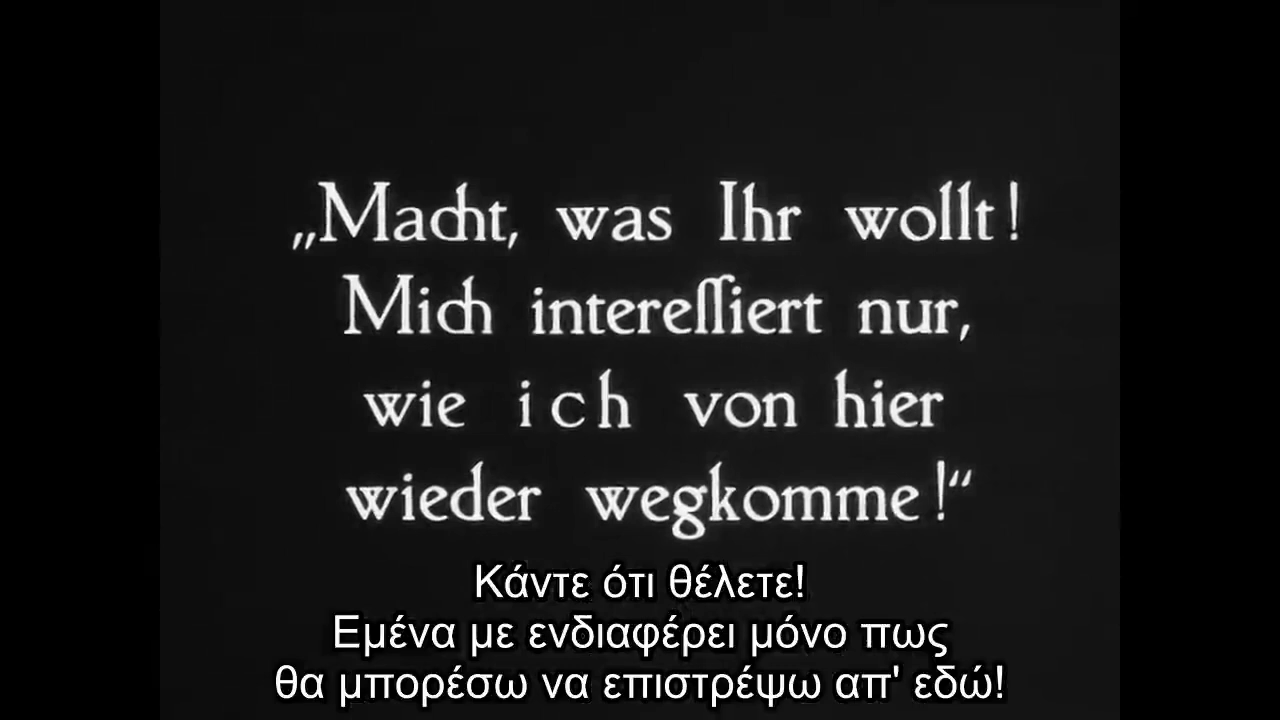 „Macht, was Ihr wollt!
Mich intereſſiert nur,
wie ich von hier
wieder wegkomme!“
Κάντε ότι θέλετε!
Εμένα με ενδιαφέρει μόνο πως
θα μπορέσω να επιστρέψω απ' εδώ!